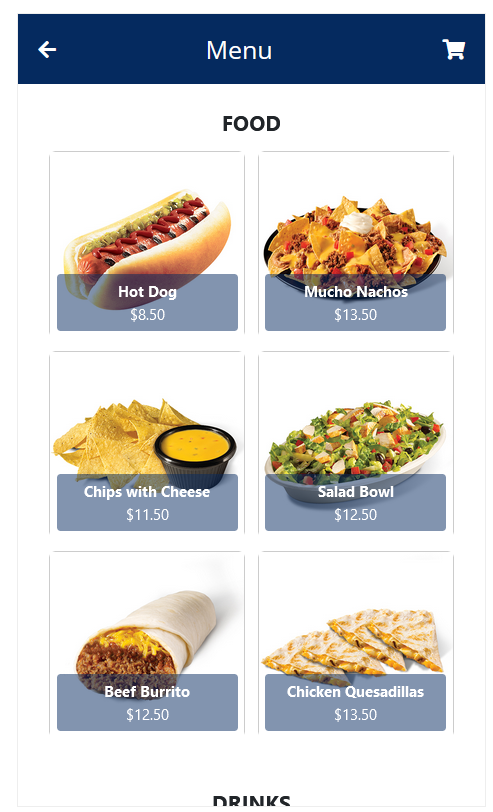 Menu
FOOD
Hot Dog
$8.50
Mucho Nachos
$13.50
Chips with Cheese
$11.50
Salad Bowl
$12.50
Beef Burrito
$12.50
Chicken Quesadillas
$13.50
DRINKS